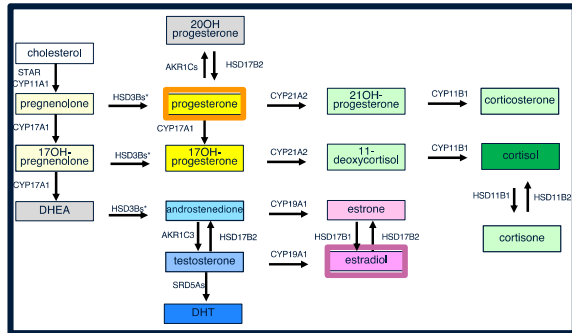 20OH
progesterone
cholesterol
STAR
CYP11A1
AKR1Cs
HSD17B2
pregnenolone
HSD3Bs*
progesterone
CYP21A2
21OH-
progesterone
CYP11B1
corticosterone
CYP17A1
CYP17A1
17OH-
pregnenolone
HSD3Bs*
17OH-
progesterone
CYP21A2
11-
deoxycortisol
CYP11B1
cortisol
CYP17A1
HSD11B1
HSD11B2
DHEA
HSD3Bs*
androstenedione
CYP19A1
estrone
cortisone
AKR1C3
HSD17B2
HSD17B1
HSD17B2
testosterone
CYP19A1
estradiol
SRD5As
DHT